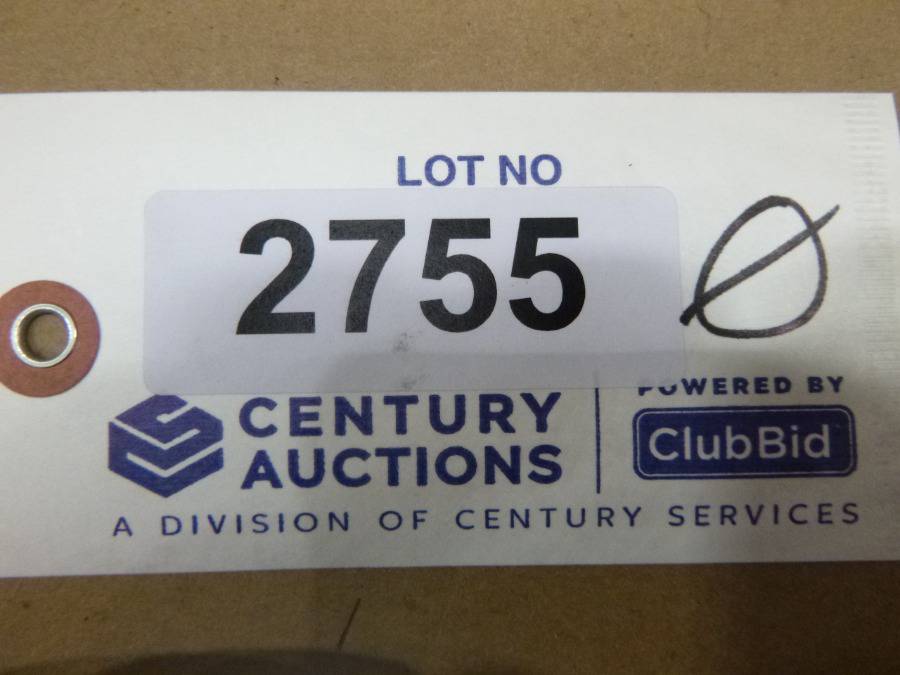 LOT NO
2755 Ø
CENTURY
AUCTIONS
POWERED BY
ClubBid
A DIVISION OF CENTURY SERVICES